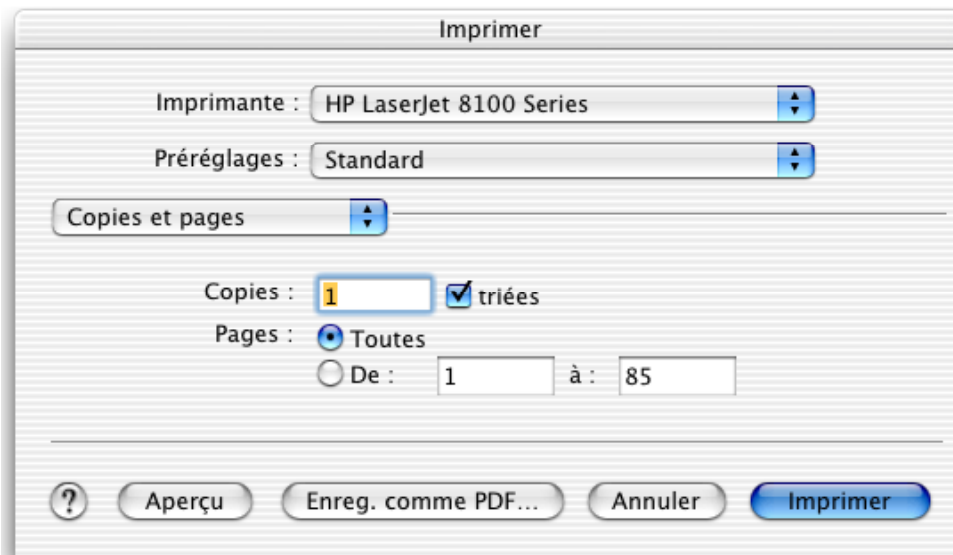 Imprimer
Imprimante : HP LaserJet 8100 Series
Préréglages : Standard
Copies et pages
Copies : 1 triées
Pages : Toutes
De : 1 à : 85
? Aperçu Enreg. comme PDF... Annuler Imprimer